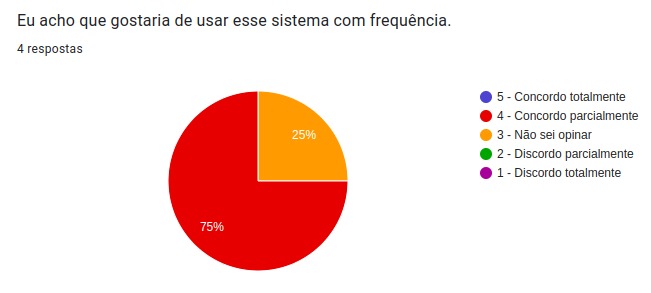 Eu acho que gostaria de usar esse sistema com frequência.
4 respostas
25%
75%
5 - Concordo totalmente
4 - Concordo parcialmente
3 - Não sei opinar
2 - Discordo parcialmente
1 - Discordo totalmente